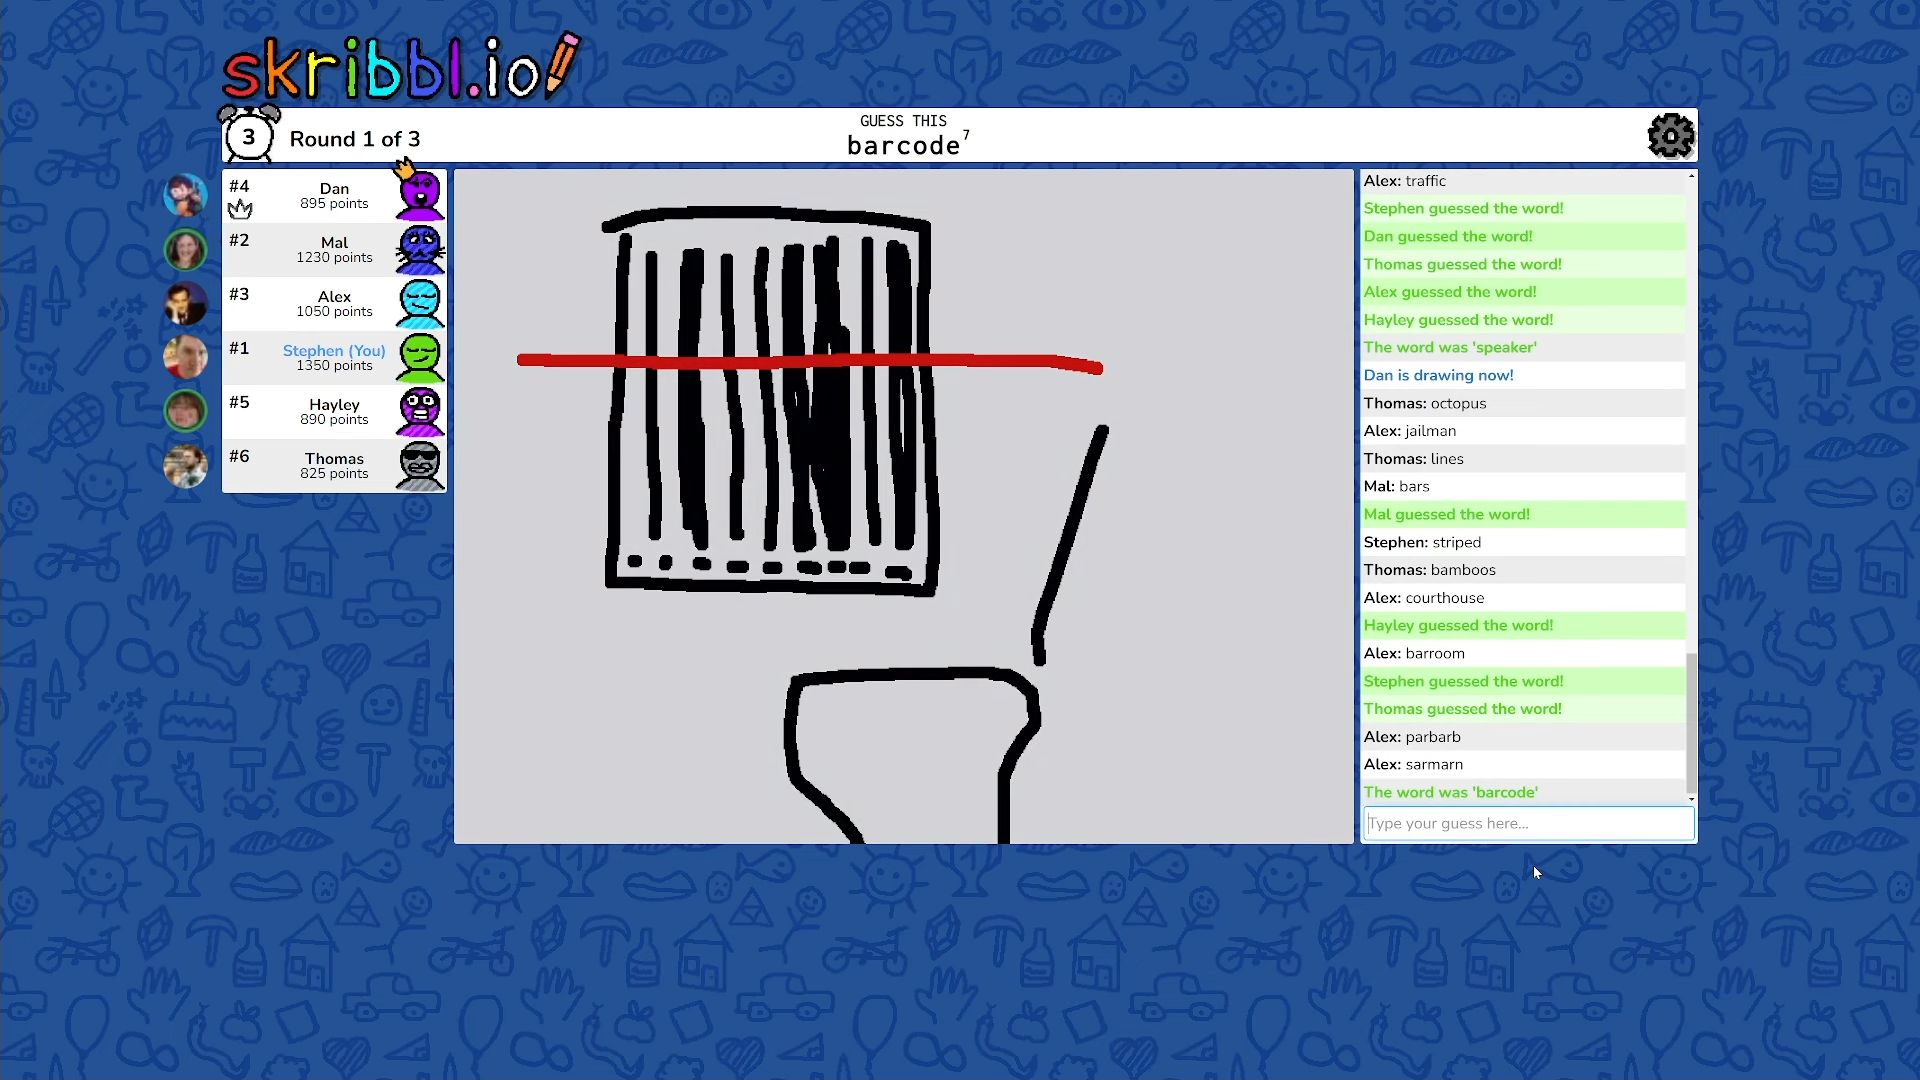 skribbl.io
3
Round 1 of 3
GUESS THIS
barcode 7
#4
Dan
895 points
#2
Mal
1230 points
#3
Alex
1050 points
#1
Stephen (You)
1350 points
#5
Hayley
890 points
#6
Thomas
825 points
Alex: traffic
Stephen guessed the word!
Dan guessed the word!
Thomas guessed the word!
Alex guessed the word!
Hayley guessed the word!
The word was 'speaker'
Dan is drawing now!
Thomas: octopus
Alex: jailman
Thomas: lines
Mal: bars
Mal guessed the word!
Stephen: striped
Thomas: bamboos
Alex: courthouse
Hayley guessed the word!
Alex: barroom
Stephen guessed the word!
Thomas guessed the word!
Alex: parbarb
Alex: sarmarn
The word was 'barcode'
Type your guess here...